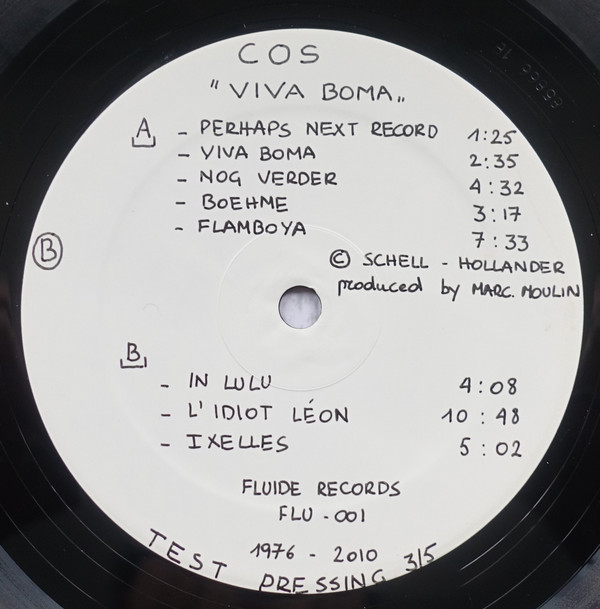 COS
"VIVA BOMA"
A - PERHAPS NEXT RECORD 1:25
- VIVA BOMA 2:35
- NOG VERDER 4:32
- BOEHME 3:17
- FLAMBOYA 7:33
B
© SCHELL - HOLLANDER
produced by MARC. MOULIN
B
- IN LULU 4:08
- L'IDIOT LÉON 10:48
- IXELLES 5:02
FLUIDE RECORDS
FLU-001
1976 - 2010
TEST PRESSING 3/5